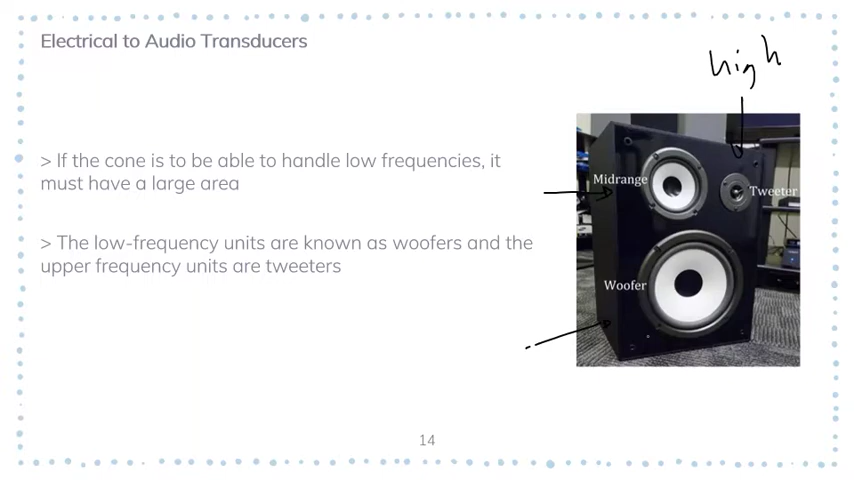 Electrical to Audio Transducers
high
> If the cone is to be able to handle low frequencies, it
must have a large area
Midrange
Tweeter
> The low-frequency units are known as woofers and the
upper frequency units are tweeters
Woofer
14